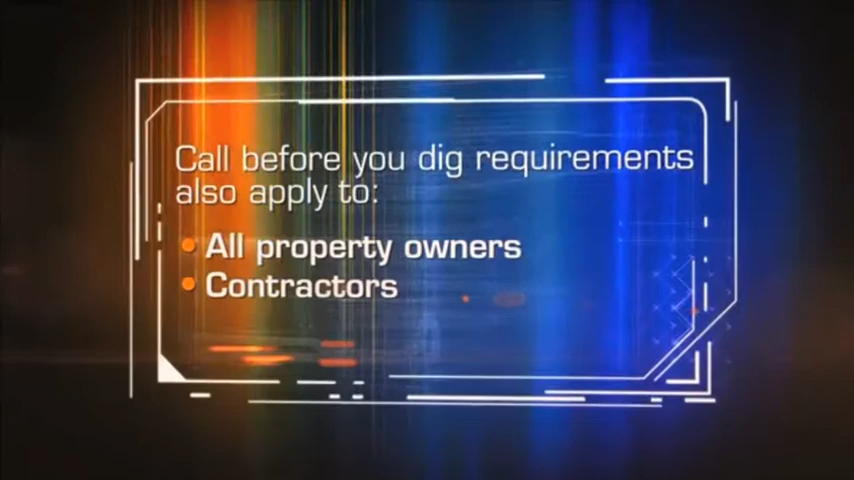 Call before you dig requirements
also apply to:
• All property owners
• Contractors